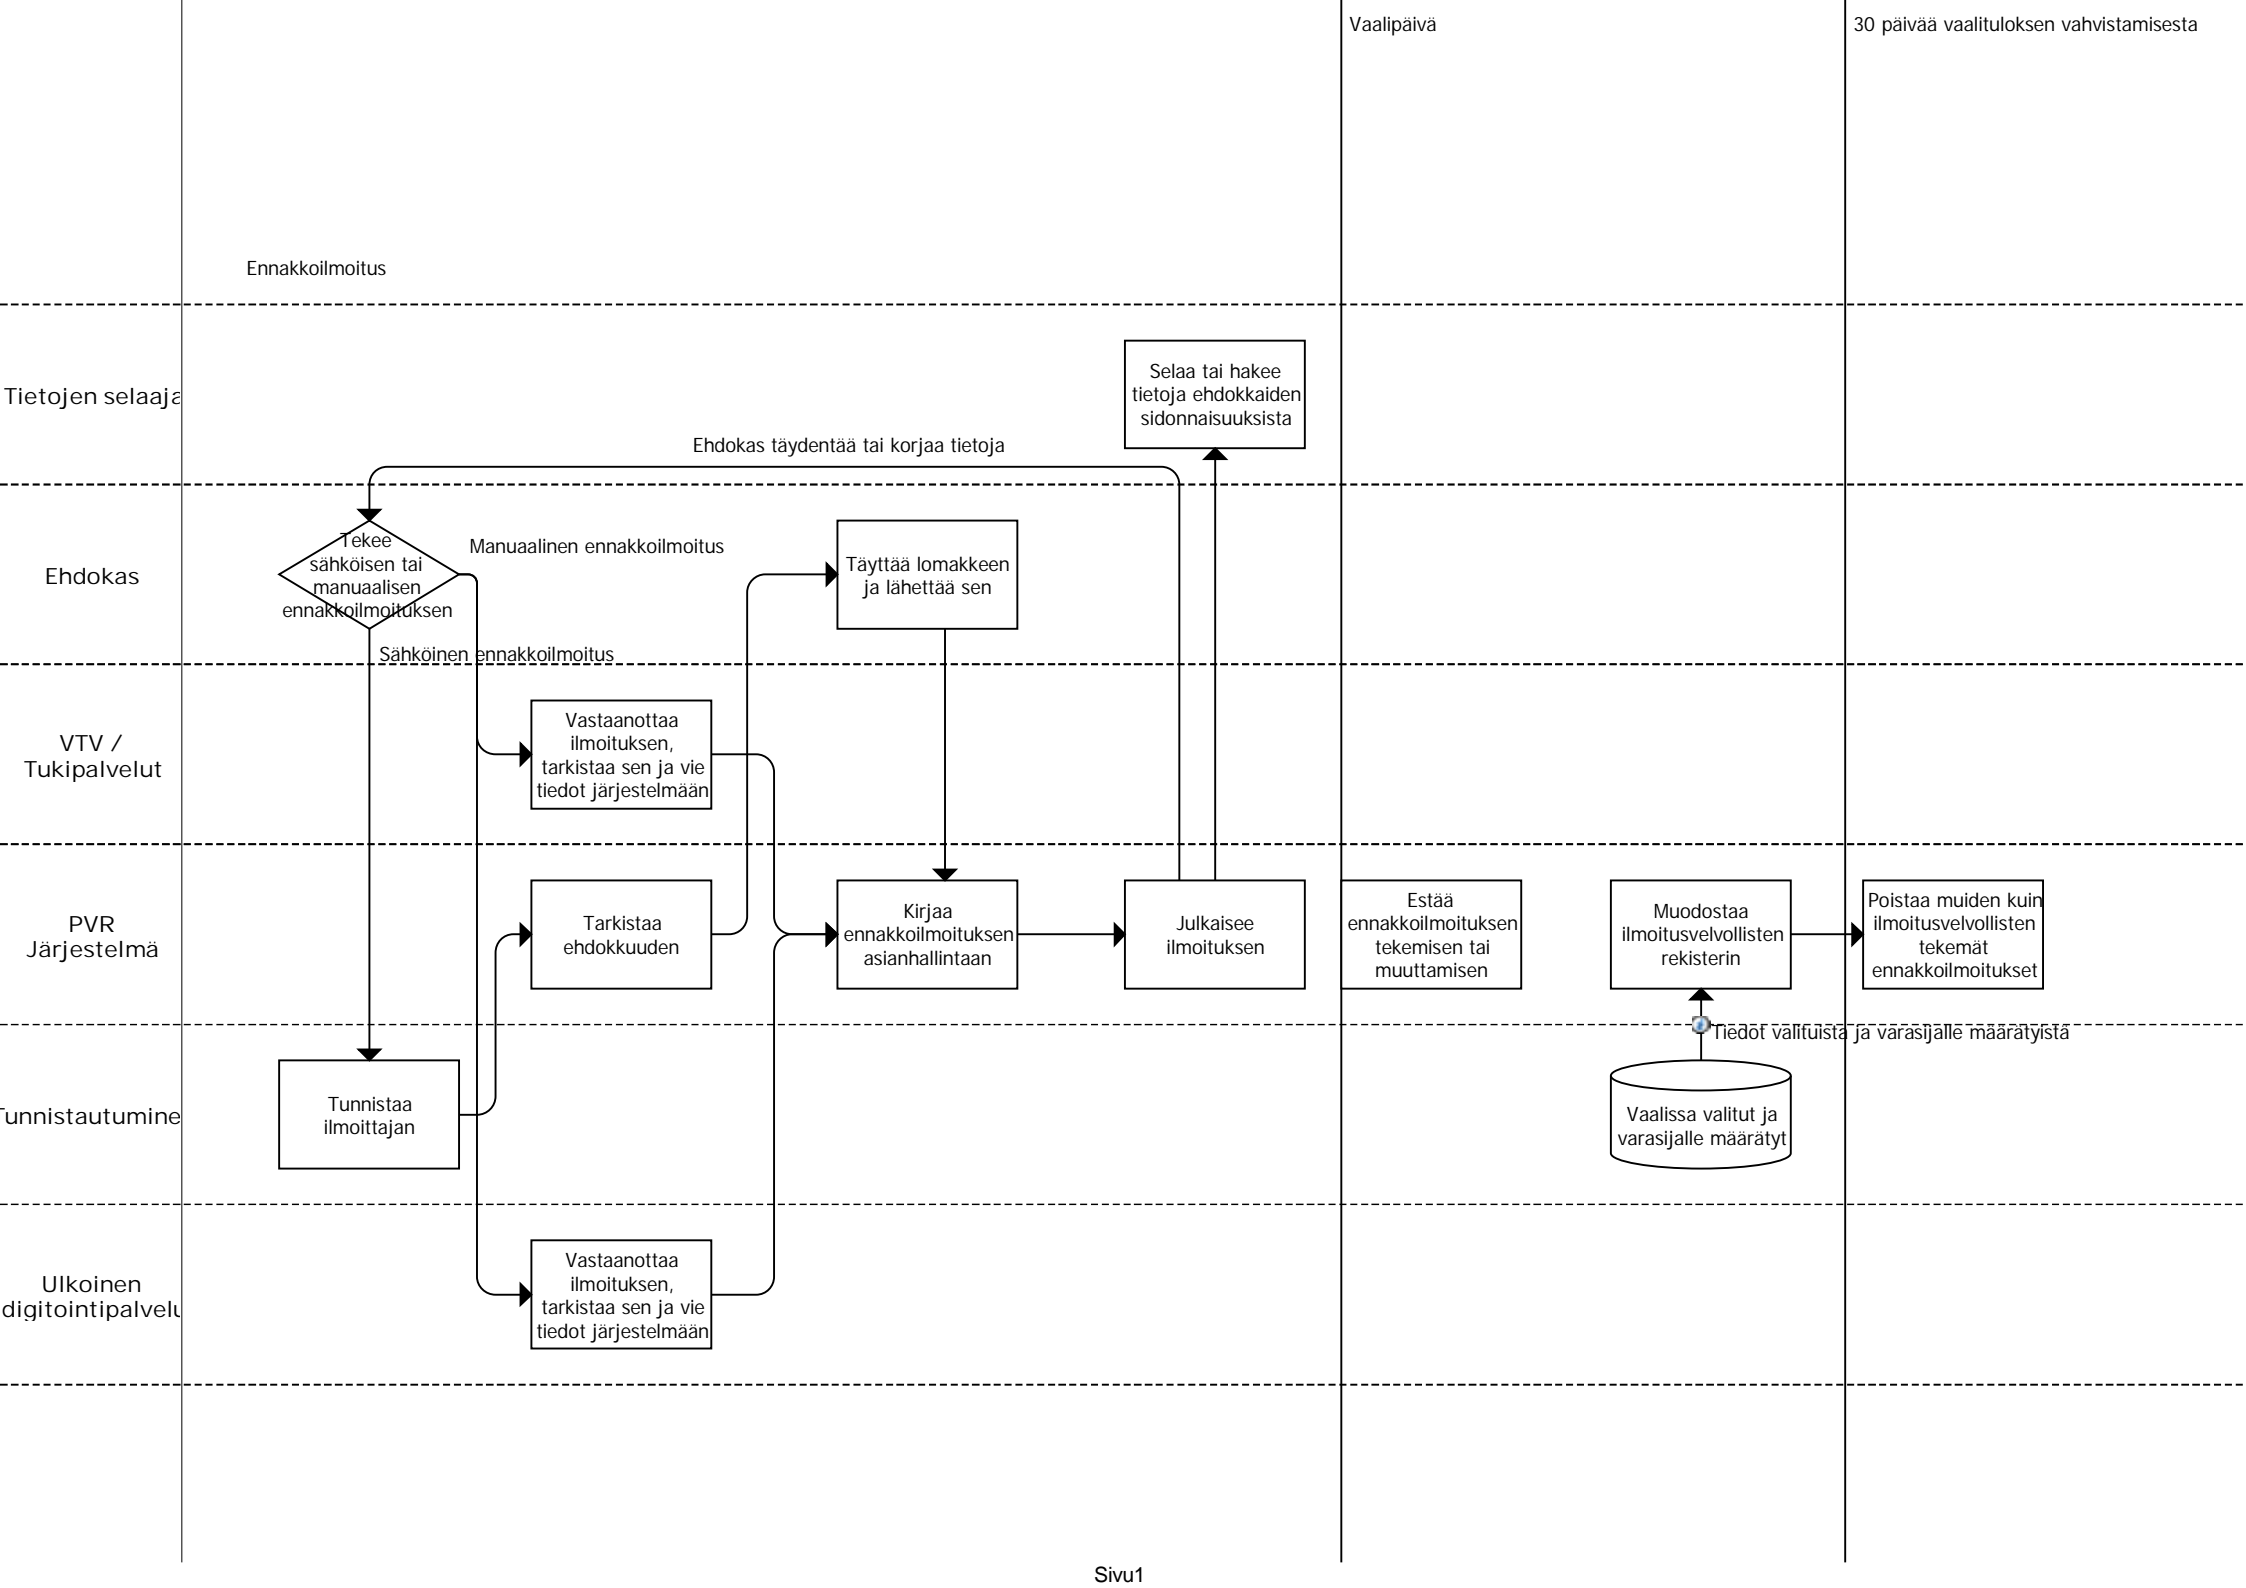 Vaalipäivä
30 päivää vaalituloksen vahvistamisesta
Ennakkoilmoitus
Tietojen selaaja
Selaa tai hakee
tietoja ehdokkaiden
sidonnaisuuksista
Ehdokas täydentää tai korjaa tietoja
Ehdokas
Tekee
sähköisen tai
manuaalisen
ennakkoilmoituksen
Manuaalinen ennakkoilmoitus
Täyttää lomakkeen
ja lähettää sen
Sähköinen ennakkoilmoitus
VTV /
Tukipalvelut
Vastaanottaa
ilmoituksen,
tarkistaa sen ja vie
tiedot järjestelmään
PVR
Järjestelmä
Tarkistaa
ehdokkuuden
Kirjaa
ennakkoilmoituksen
asianhallintaan
Julkaisee
ilmoituksen
Estää
ennakkoilmoituksen
tekemisen tai
muuttamisen
Muodostaa
ilmoitusvelvollisten
rekisterin
Poistaa muiden kuin
ilmoitusvelvollisten
tekemät
ennakkoilmoitukset
Tiedot valituista ja varasijalle määrätyistä
Tunnistautumine
Tunnistaa
ilmoittajan
Vaalissa valitut ja
varasijalle määrätyt
Ulkoinen
digitointipalvelu
Vastaanottaa
ilmoituksen,
tarkistaa sen ja vie
tiedot järjestelmään
Sivu1